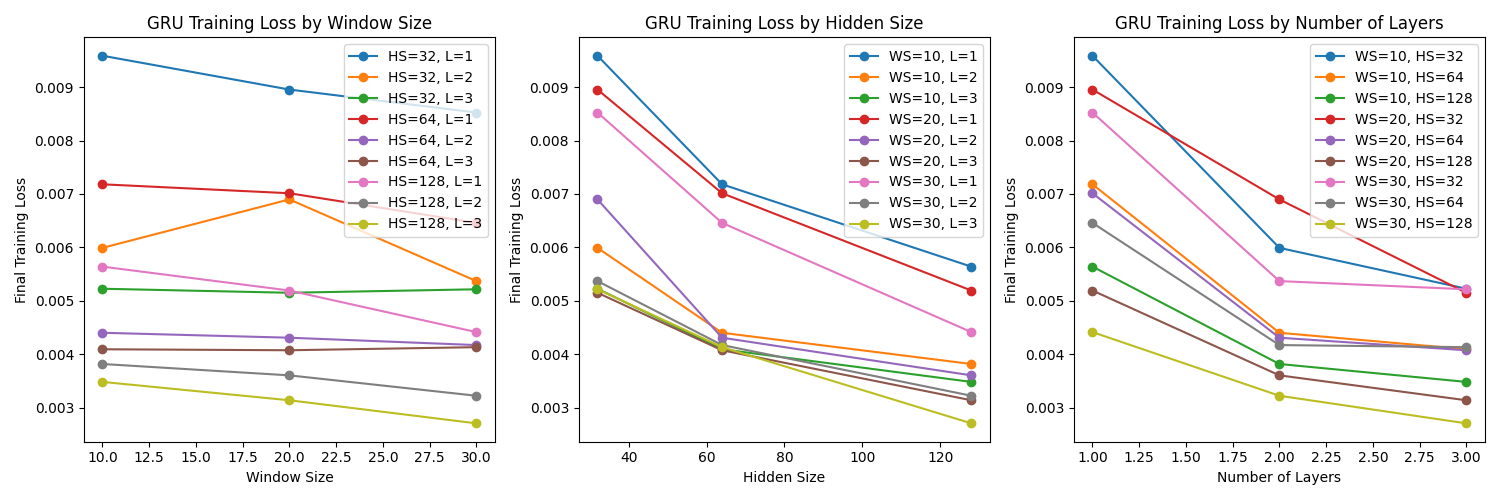 GRU Training Loss by Window Size
Final Training Loss
0.009
0.008
0.007
0.006
0.005
0.004
0.003
HS=32, L=1
HS=32, L=2
HS=32, L=3
HS=64, L=1
HS=64, L=2
HS=64, L=3
HS=128, L=1
HS=128, L=2
HS=128, L=3
10.0 12.5 15.0 17.5 20.0 22.5 25.0 27.5 30.0
Window Size
GRU Training Loss by Hidden Size
Final Training Loss
0.009
0.008
0.007
0.006
0.005
0.004
0.003
WS=10, L=1
WS=10, L=2
WS=10, L=3
WS=20, L=1
WS=20, L=2
WS=20, L=3
WS=30, L=1
WS=30, L=2
WS=30, L=3
40 60 80 100 120
Hidden Size
GRU Training Loss by Number of Layers
Final Training Loss
0.009
0.008
0.007
0.006
0.005
0.004
0.003
WS=10, HS=32
WS=10, HS=64
WS=10, HS=128
WS=20, HS=32
WS=20, HS=64
WS=20, HS=128
WS=30, HS=32
WS=30, HS=64
WS=30, HS=128
1.00 1.25 1.50 1.75 2.00 2.25 2.50 2.75 3.00
Number of Layers